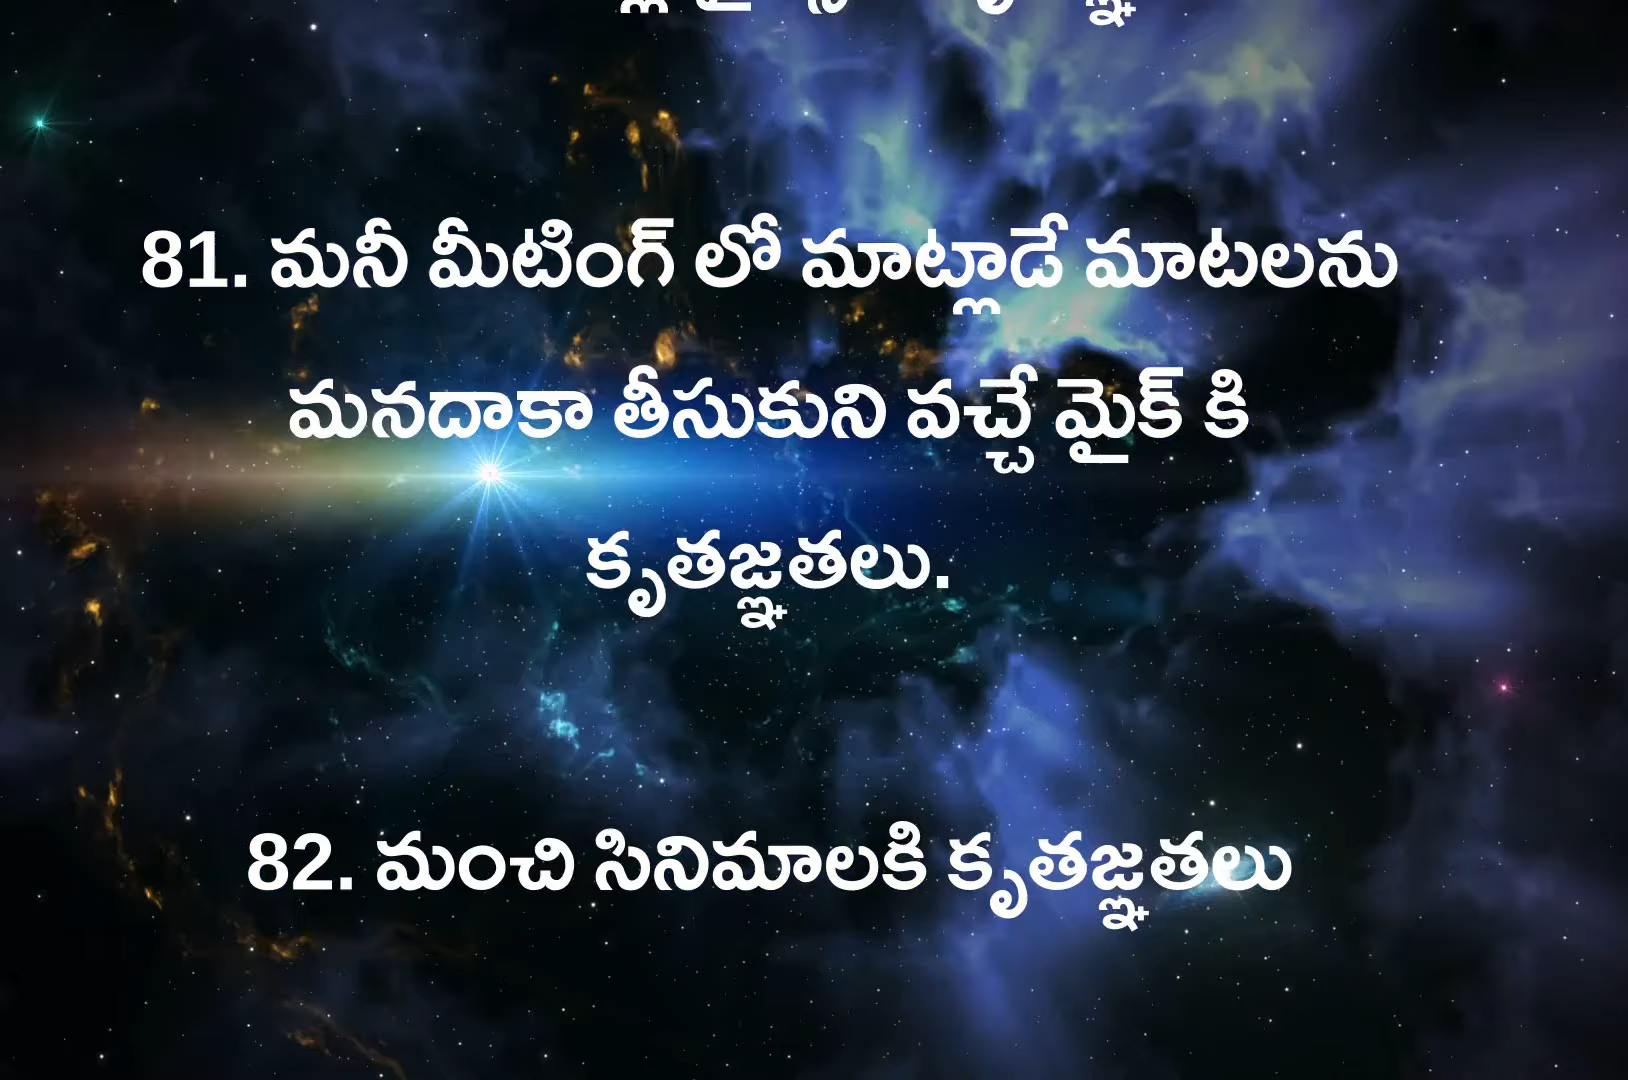 81. మనీ మీటింగ్ లో మాట్లాడే మాటలను
మనదాకా తీసుకుని వచ్చే మైక్ కి
కృతజ్ఞతలు.
82. మంచి సినిమాలకి కృతజ్ఞతలు